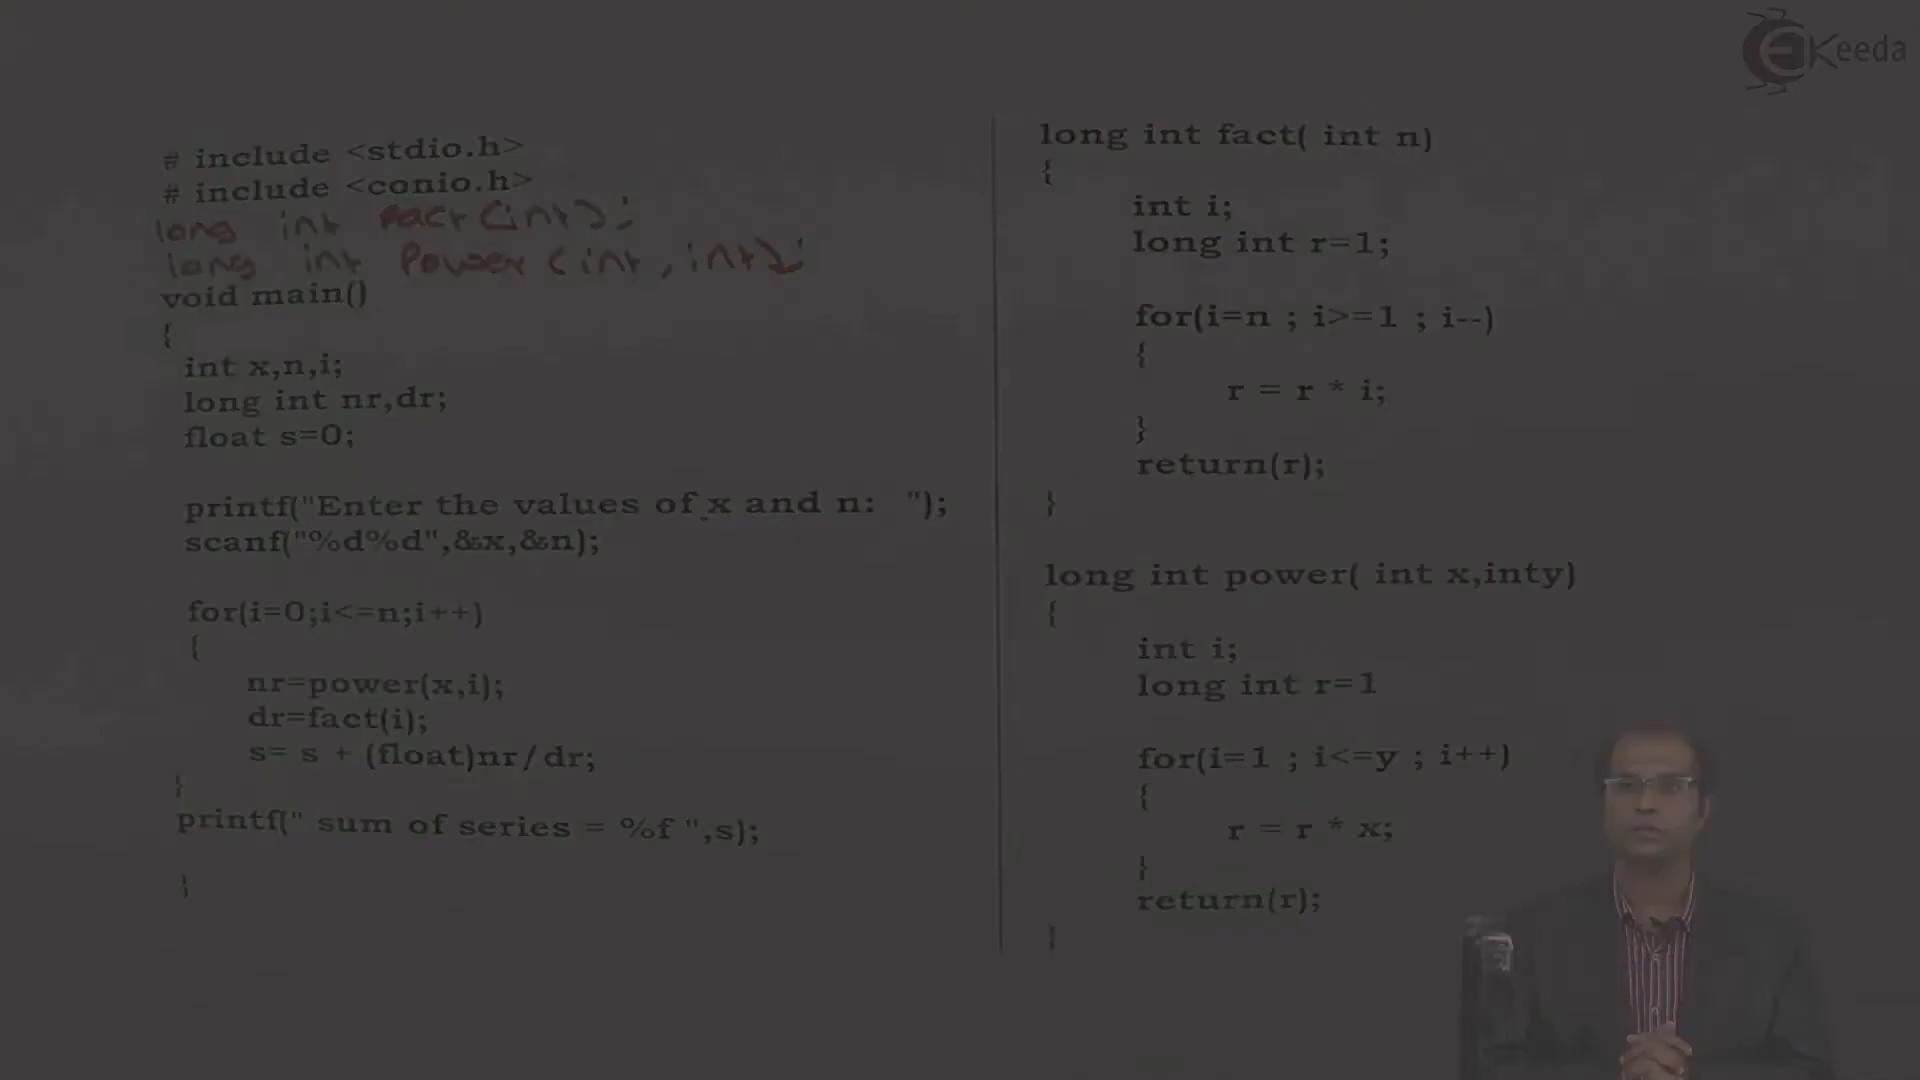 Keeda
# include <stdio.h>
# include <conio.h>
long int fact(int);
long int Power(int, int);
void main()
{
int x,n,i;
long int nr,dr;
float s=0;
printf("Enter the values of x and n:  ");
scanf("%d%d",&x,&n);
for(i=0;i<=n;i++)
{
nr=power(x,i);
dr=fact(i);
s= s + (float)nr/dr;
}
printf(" sum of series = %f ",s);
}
long int fact( int n)
{
int i;
long int r=1;
for(i=n ; i>=1 ; i--)
{
r = r * i;
}
return(r);
}
long int power( int x,inty)
{
int i;
long int r=1
for(i=1 ; i<=y ; i++)
{
r = r * x;
}
return(r);
}